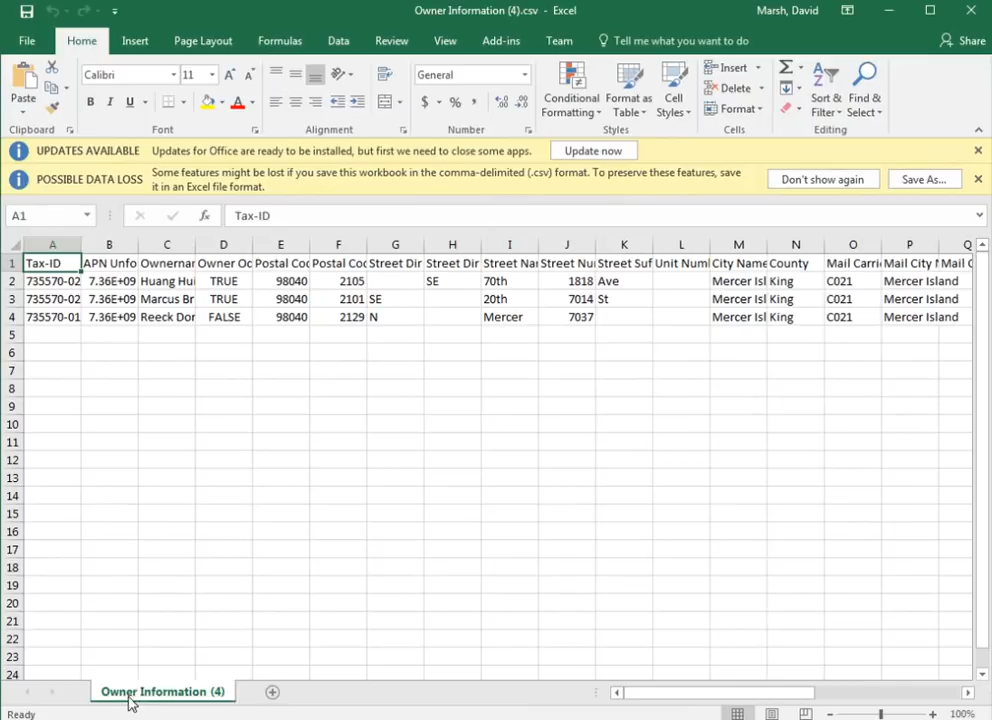 Owner Information (4).csv - Excel
Marsh, David
File Home Insert Page Layout Formulas Data Review View Add-ins Team Tell me what you want to do Share
Paste
Calibri 11
B I U
General
$ % ,
Conditional Formatting
Format as Table
Cell Styles
Insert
Delete
Format
Sort & Filter
Find & Select
Clipboard Font Alignment Number Styles Cells Editing
UPDATES AVAILABLE Updates for Office are ready to be installed, but first we need to close some apps. Update now
POSSIBLE DATA LOSS Some features might be lost if you save this workbook in the comma-delimited (.csv) format. To preserve these features, save
it in an Excel file format. Don't show again Save As...
A1 fx Tax-ID
A B C D E F G H I J K L M N O P Q
1 Tax-ID APN Unfo Ownernar Owner Oc Postal Coc Postal Coc Street Dir Street Dir Street Nar Street Nur Street Suf Unit Numl City Name County Mail Carri Mail City I Mail C
2 735570-02 7.36E+09 Huang Hui TRUE 98040 2105 SE 70th 1818 Ave Mercer Isl King C021 Mercer Island
3 735570-02 7.36E+09 Marcus Br TRUE 98040 2101 SE 20th 7014 St Mercer Isl King C021 Mercer Island
4 735570-01 7.36E+09 Reeck Dor FALSE 98040 2129 N Mercer 7037 Mercer Isl King C021 Mercer Island
5
6
7
8
9
10
11
12
13
14
15
16
17
18
19
20
21
22
23
24
Owner Information (4)
Ready 100%